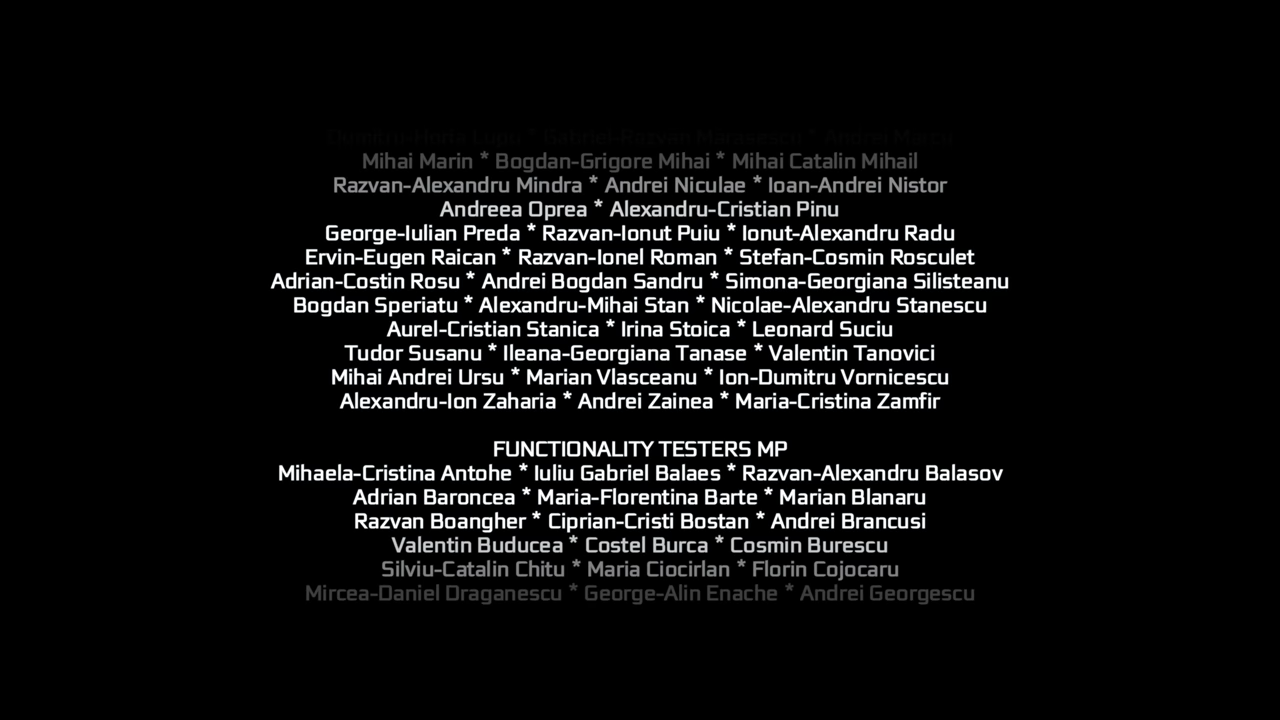 Mihai Marin * Bogdan-Grigore Mihai * Mihai Catalin Mihail
Razvan-Alexandru Mindra * Andrei Niculae * Ioan-Andrei Nistor
Andreea Oprea * Alexandru-Cristian Pinu
George-Iulian Preda * Razvan-Ionut Puiu * Ionut-Alexandru Radu
Ervin-Eugen Raican * Razvan-Ionel Roman * Stefan-Cosmin Rosculet
Adrian-Costin Rosu * Andrei Bogdan Sandru * Simona-Georgiana Silisteanu
Bogdan Speriatu * Alexandru-Mihai Stan * Nicolae-Alexandru Stanescu
Aurel-Cristian Stanica * Irina Stoica * Leonard Suciu
Tudor Susanu * Ileana-Georgiana Tanase * Valentin Tanovici
Mihai Andrei Ursu * Marian Vlasceanu * Ion-Dumitru Vornicescu
Alexandru-Ion Zaharia * Andrei Zainea * Maria-Cristina Zamfir
FUNCTIONALITY TESTERS MP
Mihaela-Cristina Antohe * Iuliu Gabriel Balaes * Razvan-Alexandru Balasov
Adrian Baroncea * Maria-Florentina Barte * Marian Blanaru
Razvan Boangher * Ciprian-Cristi Bostan * Andrei Brancusi
Valentin Buducea * Costel Burca * Cosmin Burescu
Silviu-Catalin Chitu * Maria Ciocirlan * Florin Cojocaru
Mircea-Daniel Draganescu * George-Alin Enache * Andrei Georgescu